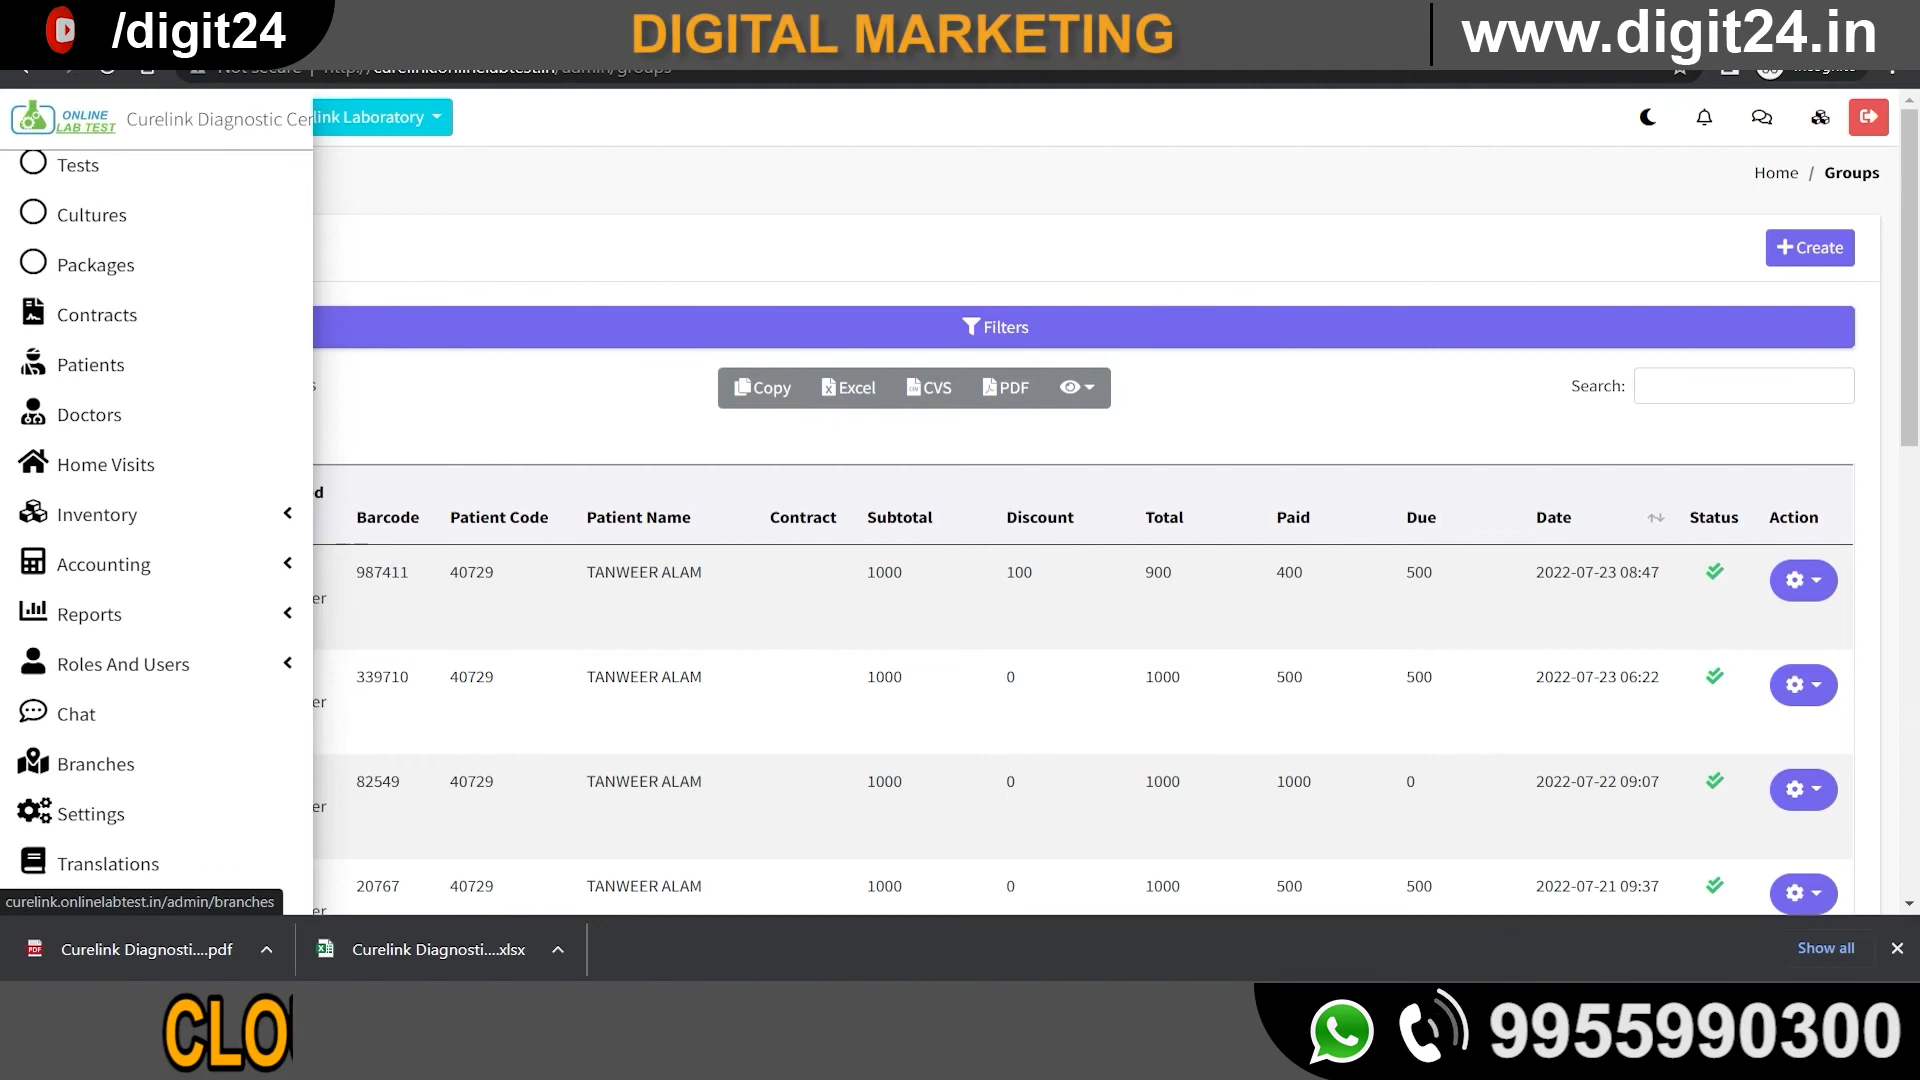 /digit24
DIGITAL MARKETING
www.digit24.in
ONLINE
LAB TEST
Curelink Diagnostic Cen
link Laboratory
Home / Groups
Tests
Cultures
Packages
Contracts
Patients
Doctors
Home Visits
Inventory
Accounting
Reports
Roles And Users
Chat
Branches
Settings
Translations
Create
Filters
Copy Excel CVS PDF
Search:
Barcode Patient Code Patient Name Contract Subtotal Discount Total Paid Due Date Status Action
987411 40729 TANWEER ALAM 1000 100 900 400 500 2022-07-23 08:47
er
339710 40729 TANWEER ALAM 1000 0 1000 500 500 2022-07-23 06:22
er
82549 40729 TANWEER ALAM 1000 0 1000 1000 0 2022-07-22 09:07
er
20767 40729 TANWEER ALAM 1000 0 1000 500 500 2022-07-21 09:37
er
curelink.onlinelabtest.in/admin/branches
Curelink Diagnosti....pdf
Curelink Diagnosti....xlsx
Show all
CLO
9955990300